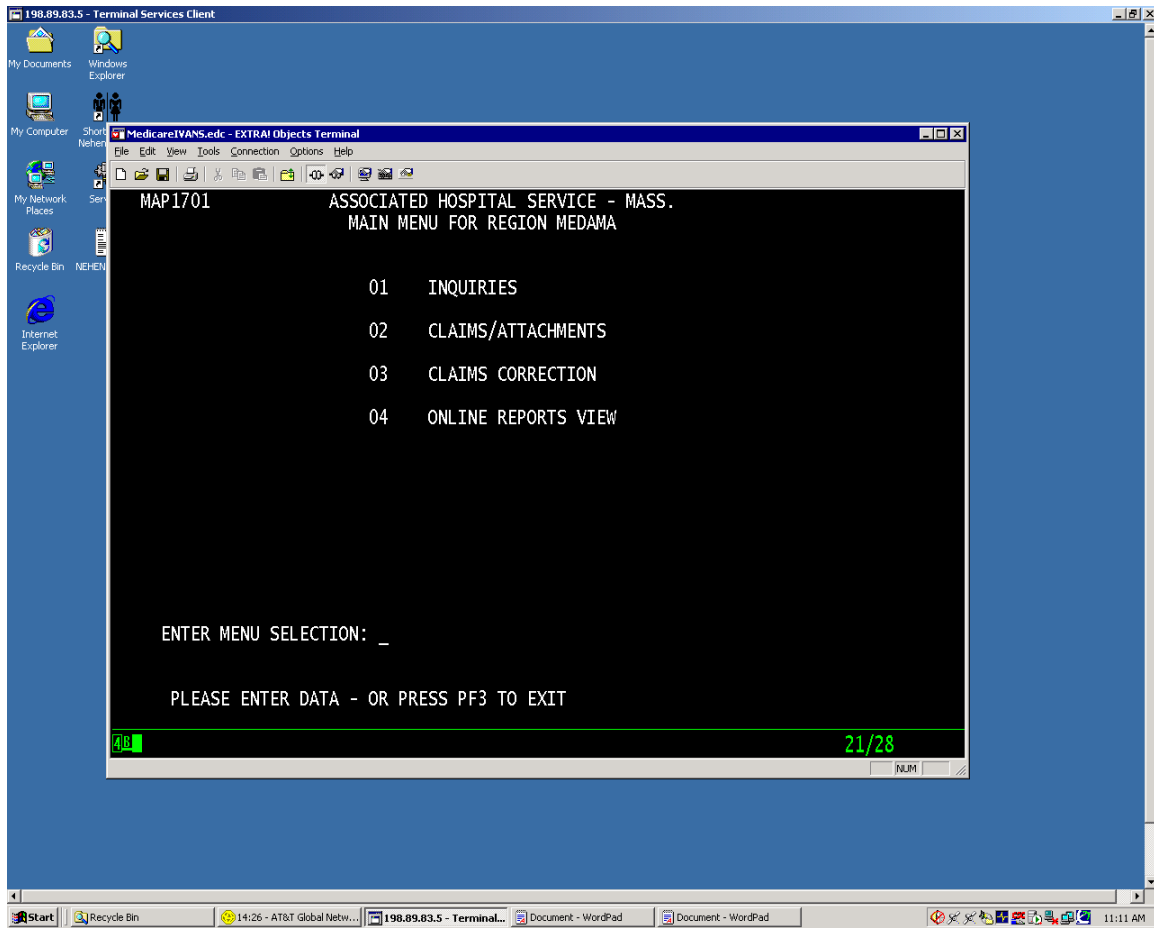 198.89.83.5 - Terminal Services Client
My Documents
Windows
Explorer
My Computer
Short
Nehen
My Network
Places
Serv
Recycle Bin
NEHEN
Internet
Explorer
MedicareIVANS.edc - EXTRA! Objects Terminal
File Edit View Tools Connection Options Help
MAP1701 ASSOCIATED HOSPITAL SERVICE - MASS.
MAIN MENU FOR REGION MEDAMA
01 INQUIRIES
02 CLAIMS/ATTACHMENTS
03 CLAIMS CORRECTION
04 ONLINE REPORTS VIEW
ENTER MENU SELECTION: _
PLEASE ENTER DATA - OR PRESS PF3 TO EXIT
4B 21/28
NUM
Start Recycle Bin 14:26 - AT&T Global Netw... 198.89.83.5 - Terminal... Document - WordPad Document - WordPad 11:11 AM